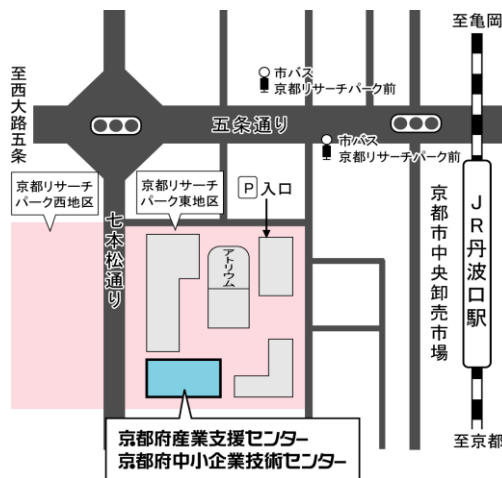 至亀岡
市バス
京都リサーチパーク前
至西大路五条
五条通り
市バス
京都リサーチパーク前
京都リサーチ
パーク西地区
京都リサーチ
パーク東地区
P入口
七本松通り
アトリウム
京都市中央卸売市場
JR丹波口駅
京都府産業支援センター
京都府中小企業技術センター
至京都